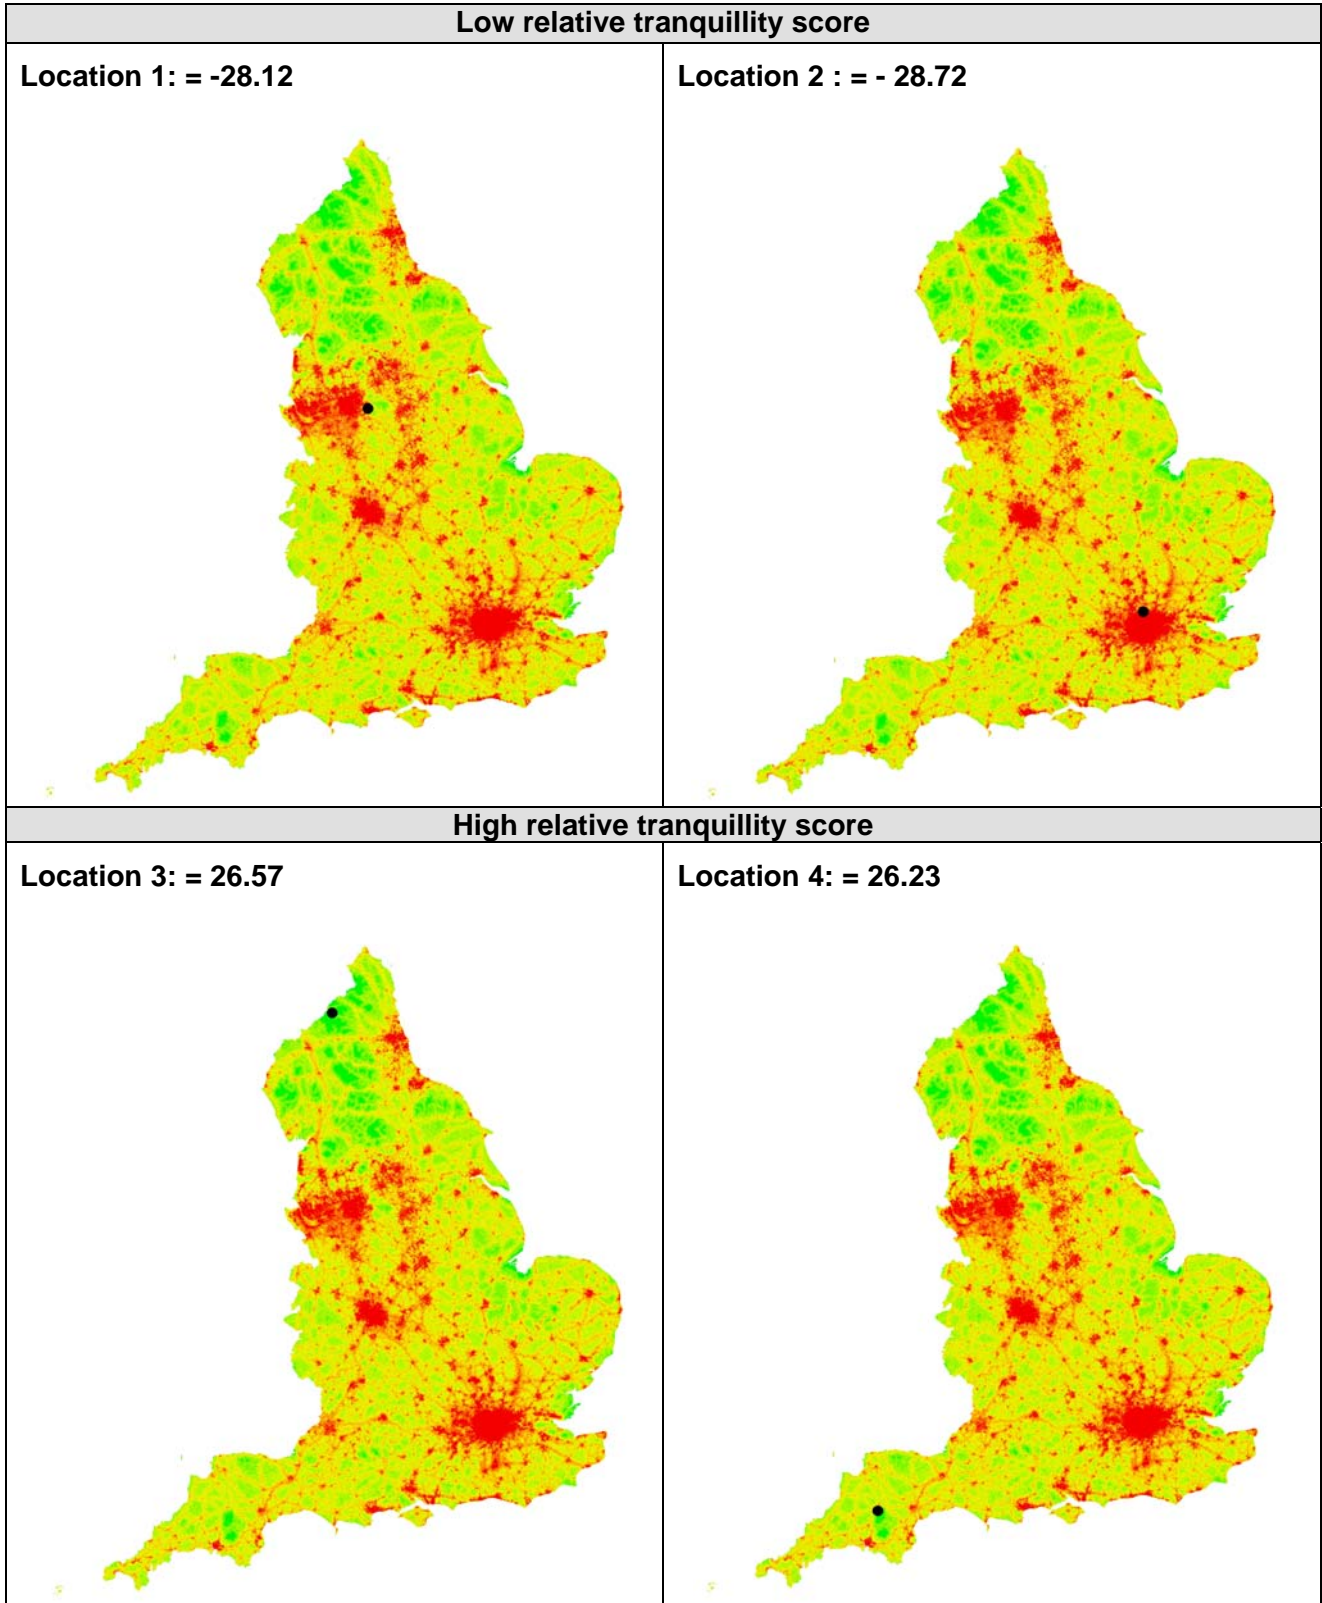 Low relative tranquillity score
Location 1: = -28.12
Location 2 : = - 28.72
High relative tranquillity score
Location 3: = 26.57
Location 4: = 26.23